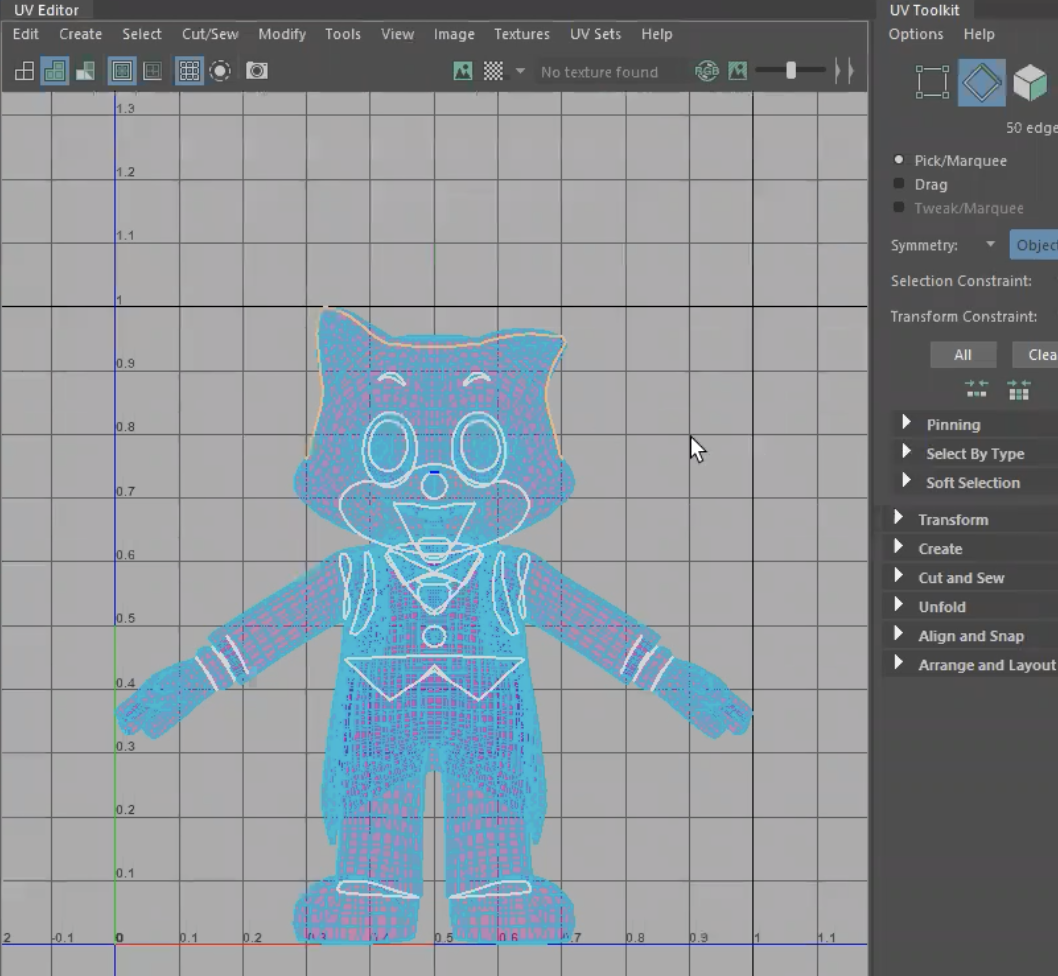 UV Editor
UV Toolkit
Edit Create Select Cut/Sew Modify Tools View Image Textures UV Sets Help
Options Help
No texture found
RGB
50 edge
Pick/Marquee
Drag
Tweak/Marquee
Symmetry: Objec
Selection Constraint:
Transform Constraint:
All Clea
Pinning
Select By Type
Soft Selection
Transform
Create
Cut and Sew
Unfold
Align and Snap
Arrange and Layout
1.3
1.2
1.1
1
0.9
0.8
0.7
0.6
0.5
0.4
0.3
0.2
0.1
2 -0.1 0 0.1 0.2 0.3 0.5 0.6 0.7 0.8 0.9 1 1.1